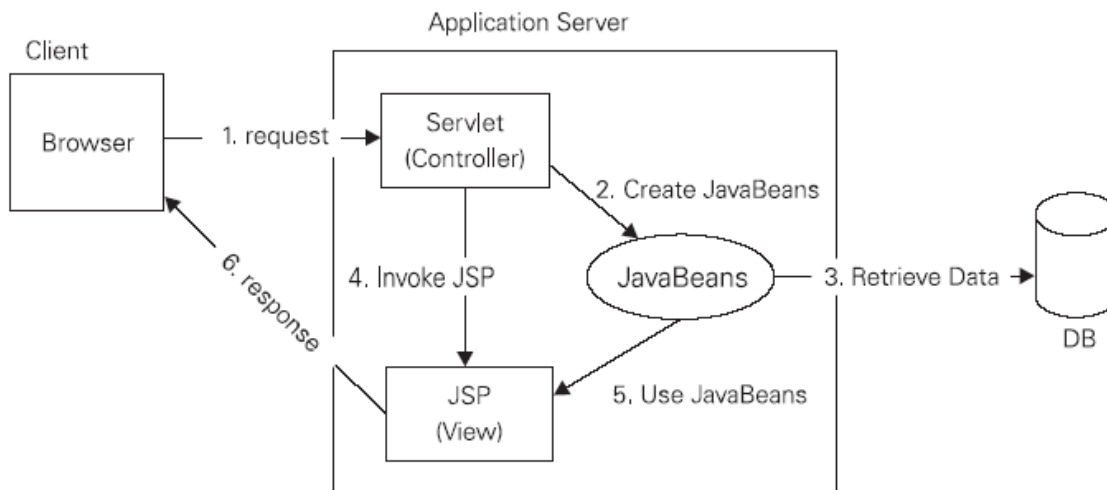 Application Server
Client
Browser
1. request
Servlet
(Controller)
2. Create JavaBeans
JavaBeans
3. Retrieve Data
DB
4. Invoke JSP
5. Use JavaBeans
JSP
(View)
6. response